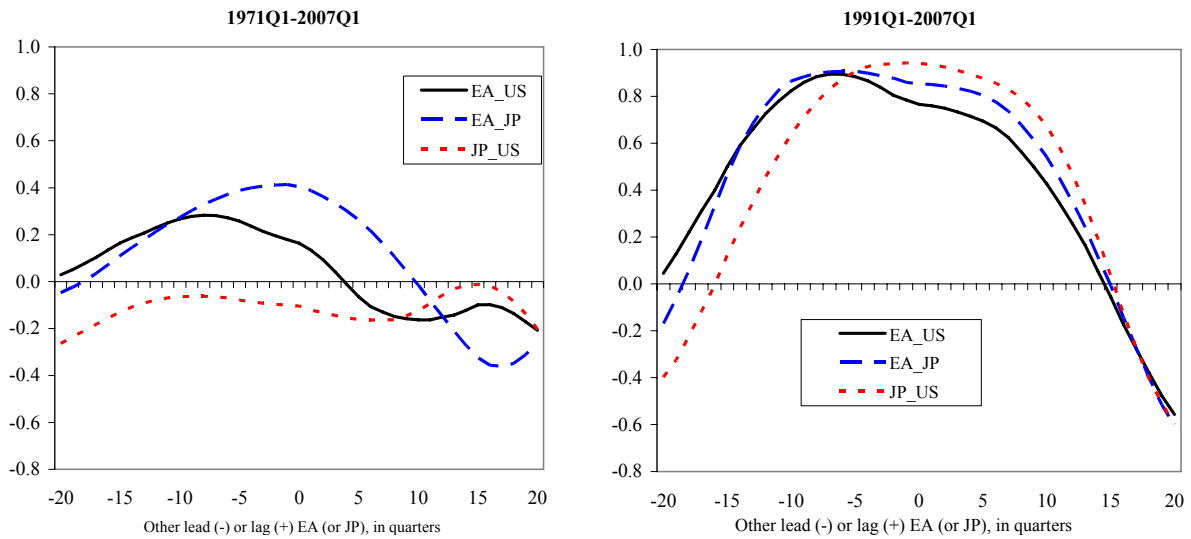 1971Q1-2007Q1
1.0
0.8
0.6
0.4
0.2
0.0
-0.2
-0.4
-0.6
-0.8
EA_US
EA_JP
JP_US
-20 -15 -10 -5 0 5 10 15 20
Other lead (-) or lag (+) EA (or JP), in quarters
1991Q1-2007Q1
1.0
0.8
0.6
0.4
0.2
0.0
-0.2
-0.4
-0.6
-0.8
EA_US
EA_JP
JP_US
-20 -15 -10 -5 0 5 10 15 20
Other lead (-) or lag (+) EA (or JP), in quarters